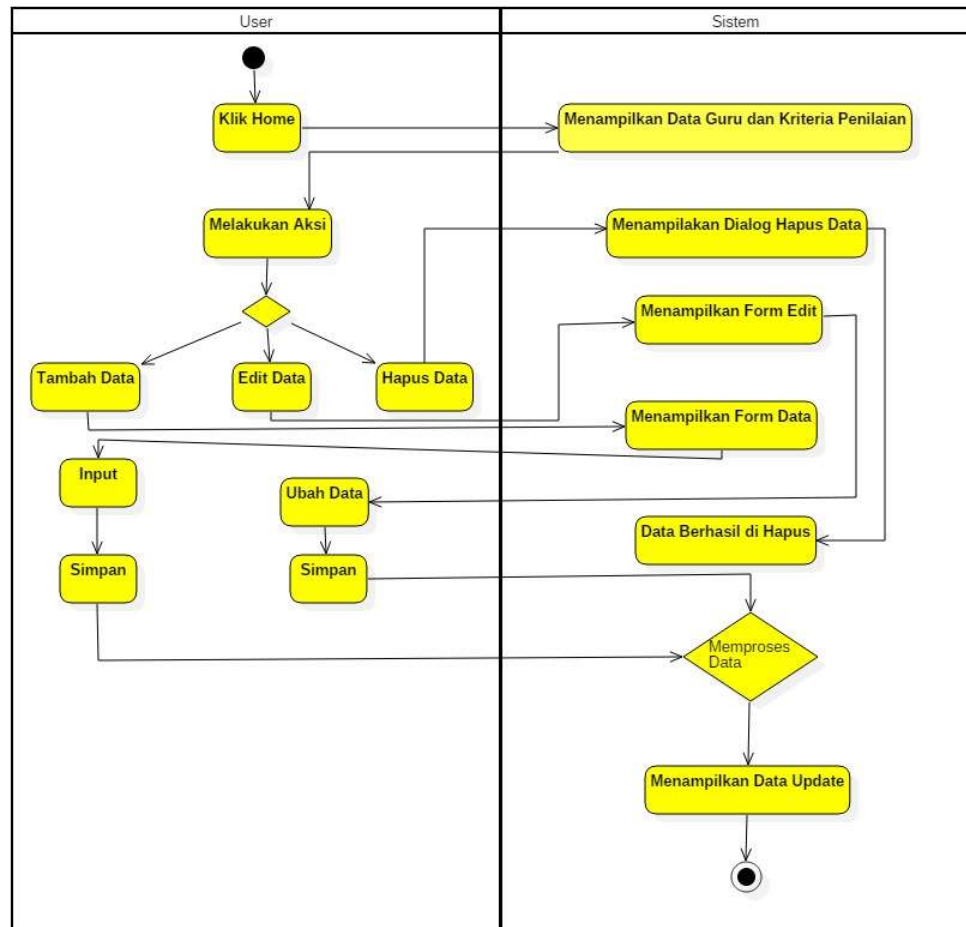 User
Sistem
Klik Home
Menampilkan Data Guru dan Kriteria Penilaian
Melakukan Aksi
Menampilakan Dialog Hapus Data
Menampilkan Form Edit
Tambah Data
Edit Data
Hapus Data
Menampilkan Form Data
Input
Ubah Data
Data Berhasil di Hapus
Simpan
Simpan
Memproses
Data
Menampilkan Data Update